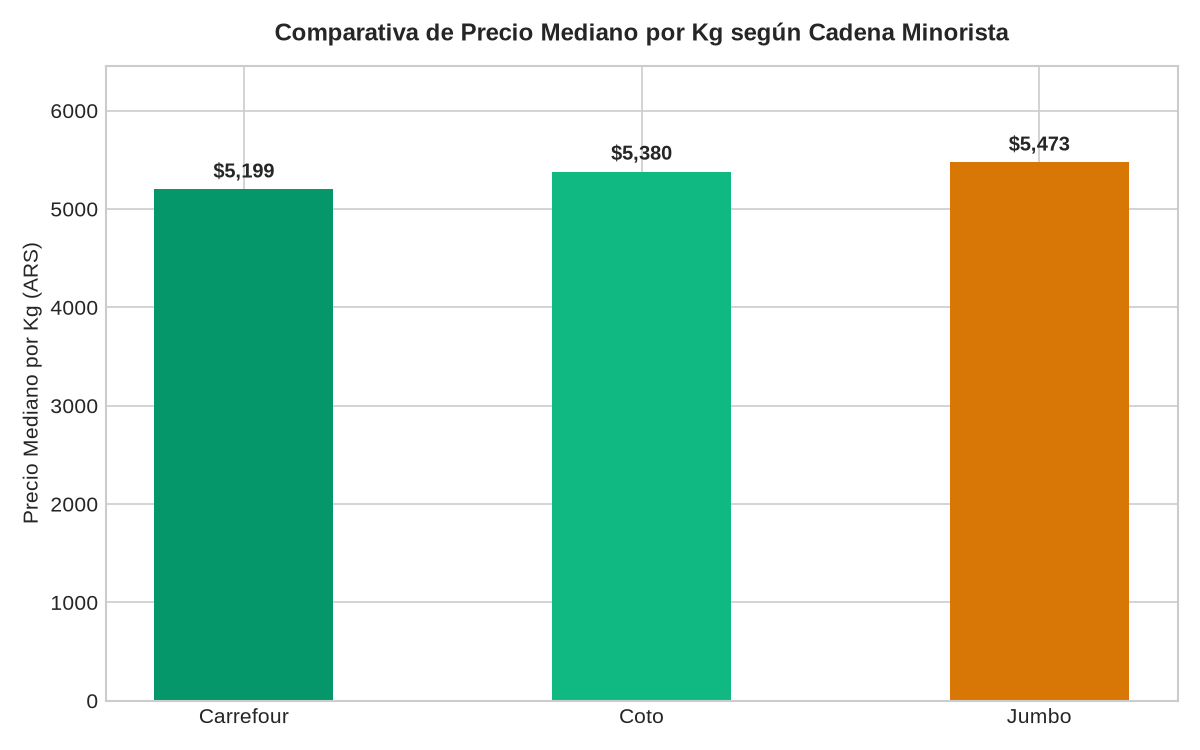 Comparativa de Precio Mediano por Kg según Cadena Minorista
Precio Mediano por Kg (ARS)
6000
5000
4000
3000
2000
1000
0
$5,199
$5,380
$5,473
Carrefour
Coto
Jumbo